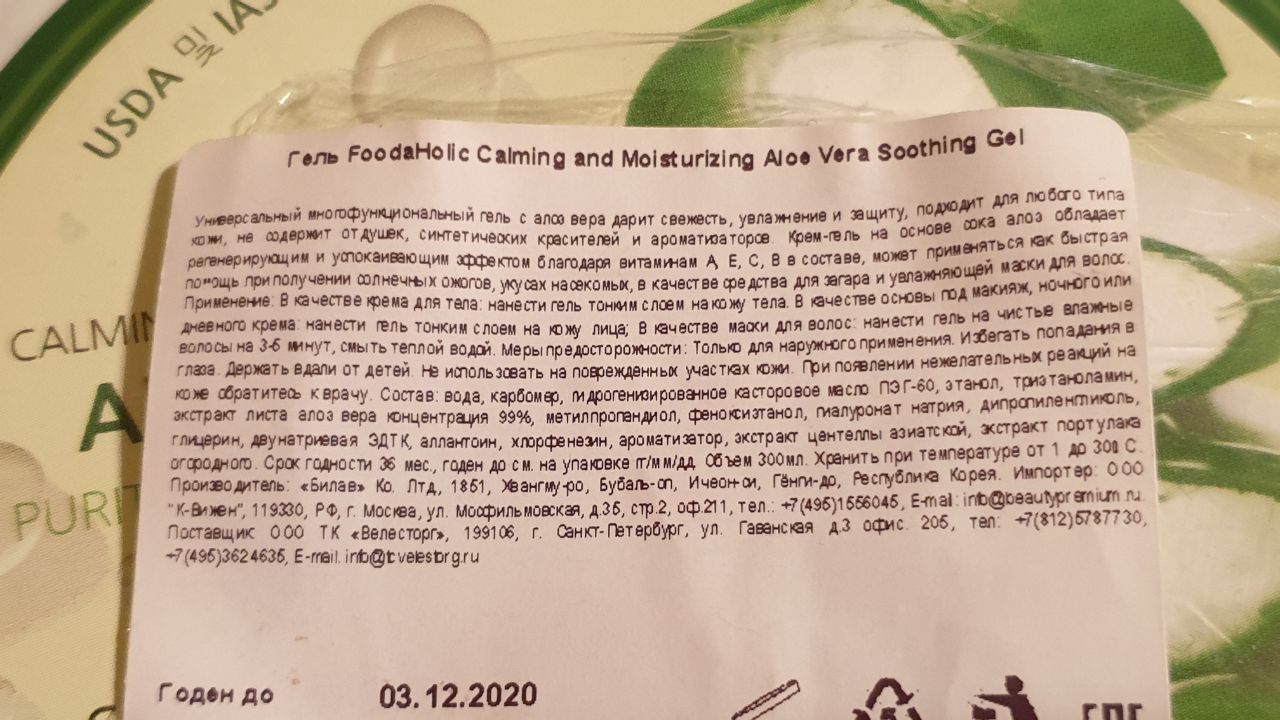 USDA 및 IAS
Гель FoodaHolic Calming and Moisturizing Aloe Vera Soothing Gel
Универсальный многофункциональный гель с алоэ вера дарит свежесть, увлажнение и защиту, подходит для любого типа
кожи, не содержит отдушек, синтетических красителей и ароматизаторов. Крем-гель на основе сока алоэ обладает
регенерирующим и успокаивающим эффектом благодаря витаминам А, Е, С, В в составе, может применяться как быстрая
помощь при получении солнечных ожогов, укусах насекомых, в качестве средства для загара и увлажняющей маски для волос.
Применение: В качестве крема для тела: нанести гель тонким слоем на кожу тела. В качестве основы под макияж, ночного или
дневного крема: нанести гель тонким слоем на кожу лица; В качестве маски для волос: нанести гель на чистые влажные
волосы на 3-5 минут, смыть теплой водой. Меры предосторожности: Только для наружного применения. Избегать попадания в
глаза. Держать вдали от детей. Не использовать на поврежденных участках кожи. При появлении нежелательных реакций на
коже обратитесь к врачу. Состав: вода, карбомер, гидрогенизированное касторовое масло ПЭГ-60, этанол, триэтаноламин,
экстракт листа алоэ вера концентрация 99%, метилпропандиол, феноксиэтанол, гиалуронат натрия, дипропиленгликоль,
глицерин, двунатриевая ЭДТК, аллантоин, хлорфенезин, ароматизатор, экстракт центеллы азиатской, экстракт портулака
огородного. Срок годности 36 мес., годен до см. на упаковке гг/мм/дд. Объем 300мл. Хранить при температуре от 1 до 30 С.
Производитель: «Билав» Ко. Лтд, 1851, Хвангму-ро, Бубаль-оп, Ичеон-си, Гёнги-до, Республика Корея. Импортер: ООО
"К-Вижен", 119330, РФ, г. Москва, ул. Мосфильмовская, д.35, стр.2, оф.211, тел.: +7(495)1556045, E-mail: info@beautypremium.ru.
Поставщик ООО ТК «Велесторг», 199106, г. Санкт-Петербург, ул. Гаванская д.3 офис. 205, тел: +7(812)5787730,
+7(495)3624635, E-mail. info@tcvelestorg.ru
CALMIN
A
PURIT
Годен до 03.12.2020